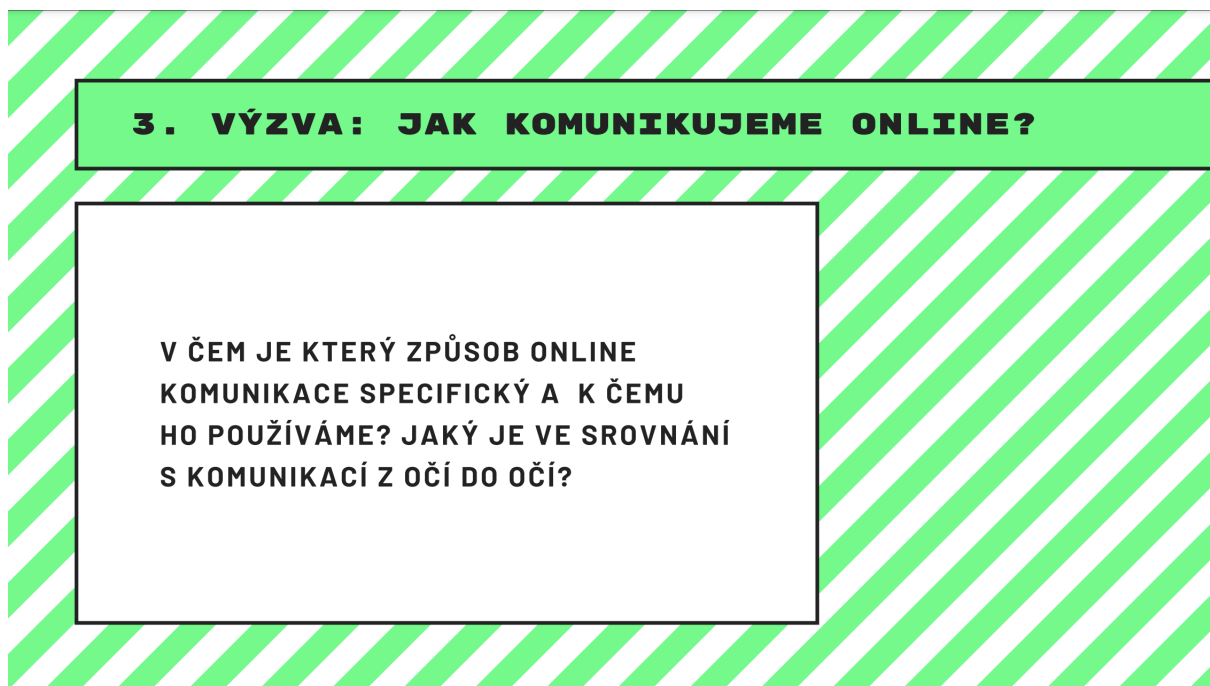 3. VÝZVA: JAK KOMUNIKUJEME ONLINE?
V ČEM JE KTERÝ ZPŮSOB ONLINE
KOMUNIKACE SPECIFICKÝ A  K ČEMU
HO POUŽÍVÁME? JAKÝ JE VE SROVNÁNÍ
S KOMUNIKACÍ Z OČÍ DO OČÍ?